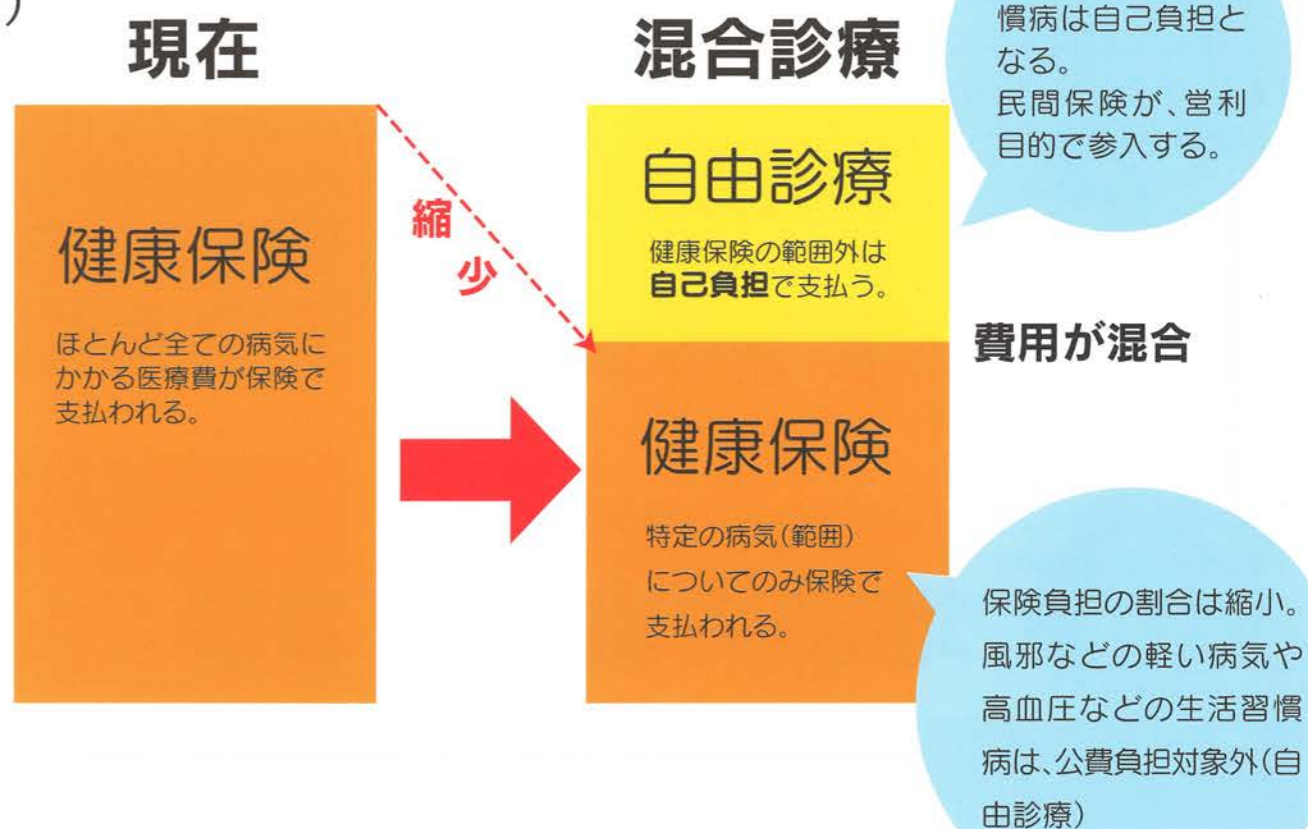 )
現在
混合診療
慣病は自己負担と
なる。
民間保険が、営利
目的で参入する。
健康保険
ほとんど全ての病気に
かかる医療費が保険で
支払われる。
縮
少
自由診療
健康保険の範囲外は
自己負担で支払う。
費用が混合
健康保険
特定の病気(範囲)
についてのみ保険で
支払われる。
保険負担の割合は縮小。
風邪などの軽い病気や
高血圧などの生活習慣
病は、公費負担対象外(自
由診療)